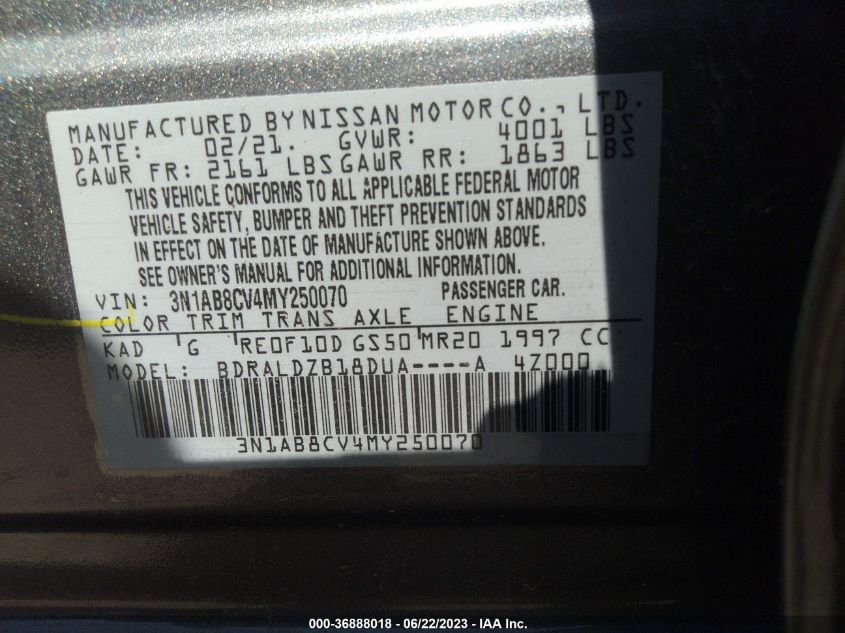 MANUFACTURED BY NISSAN MOTOR CO., LTD.
DATE: 02/21. GVWR: 4001 LBS
GAWR FR: 2161 LBS GAWR RR: 1863 LBS
THIS VEHICLE CONFORMS TO ALL APPLICABLE FEDERAL MOTOR
VEHICLE SAFETY, BUMPER AND THEFT PREVENTION STANDARDS
IN EFFECT ON THE DATE OF MANUFACTURE SHOWN ABOVE.
SEE OWNER'S MANUAL FOR ADDITIONAL INFORMATION.
VIN: 3N1AB8CV4MY250070 PASSENGER CAR.
COLOR TRIM TRANS AXLE ENGINE
KAD G RE0F10D GS50 MR20 1997 CC
MODEL: BDRALDZB18DUA----A 4Z000
3N1AB8CV4MY250070
000-36888018 - 06/22/2023 - IAA Inc.